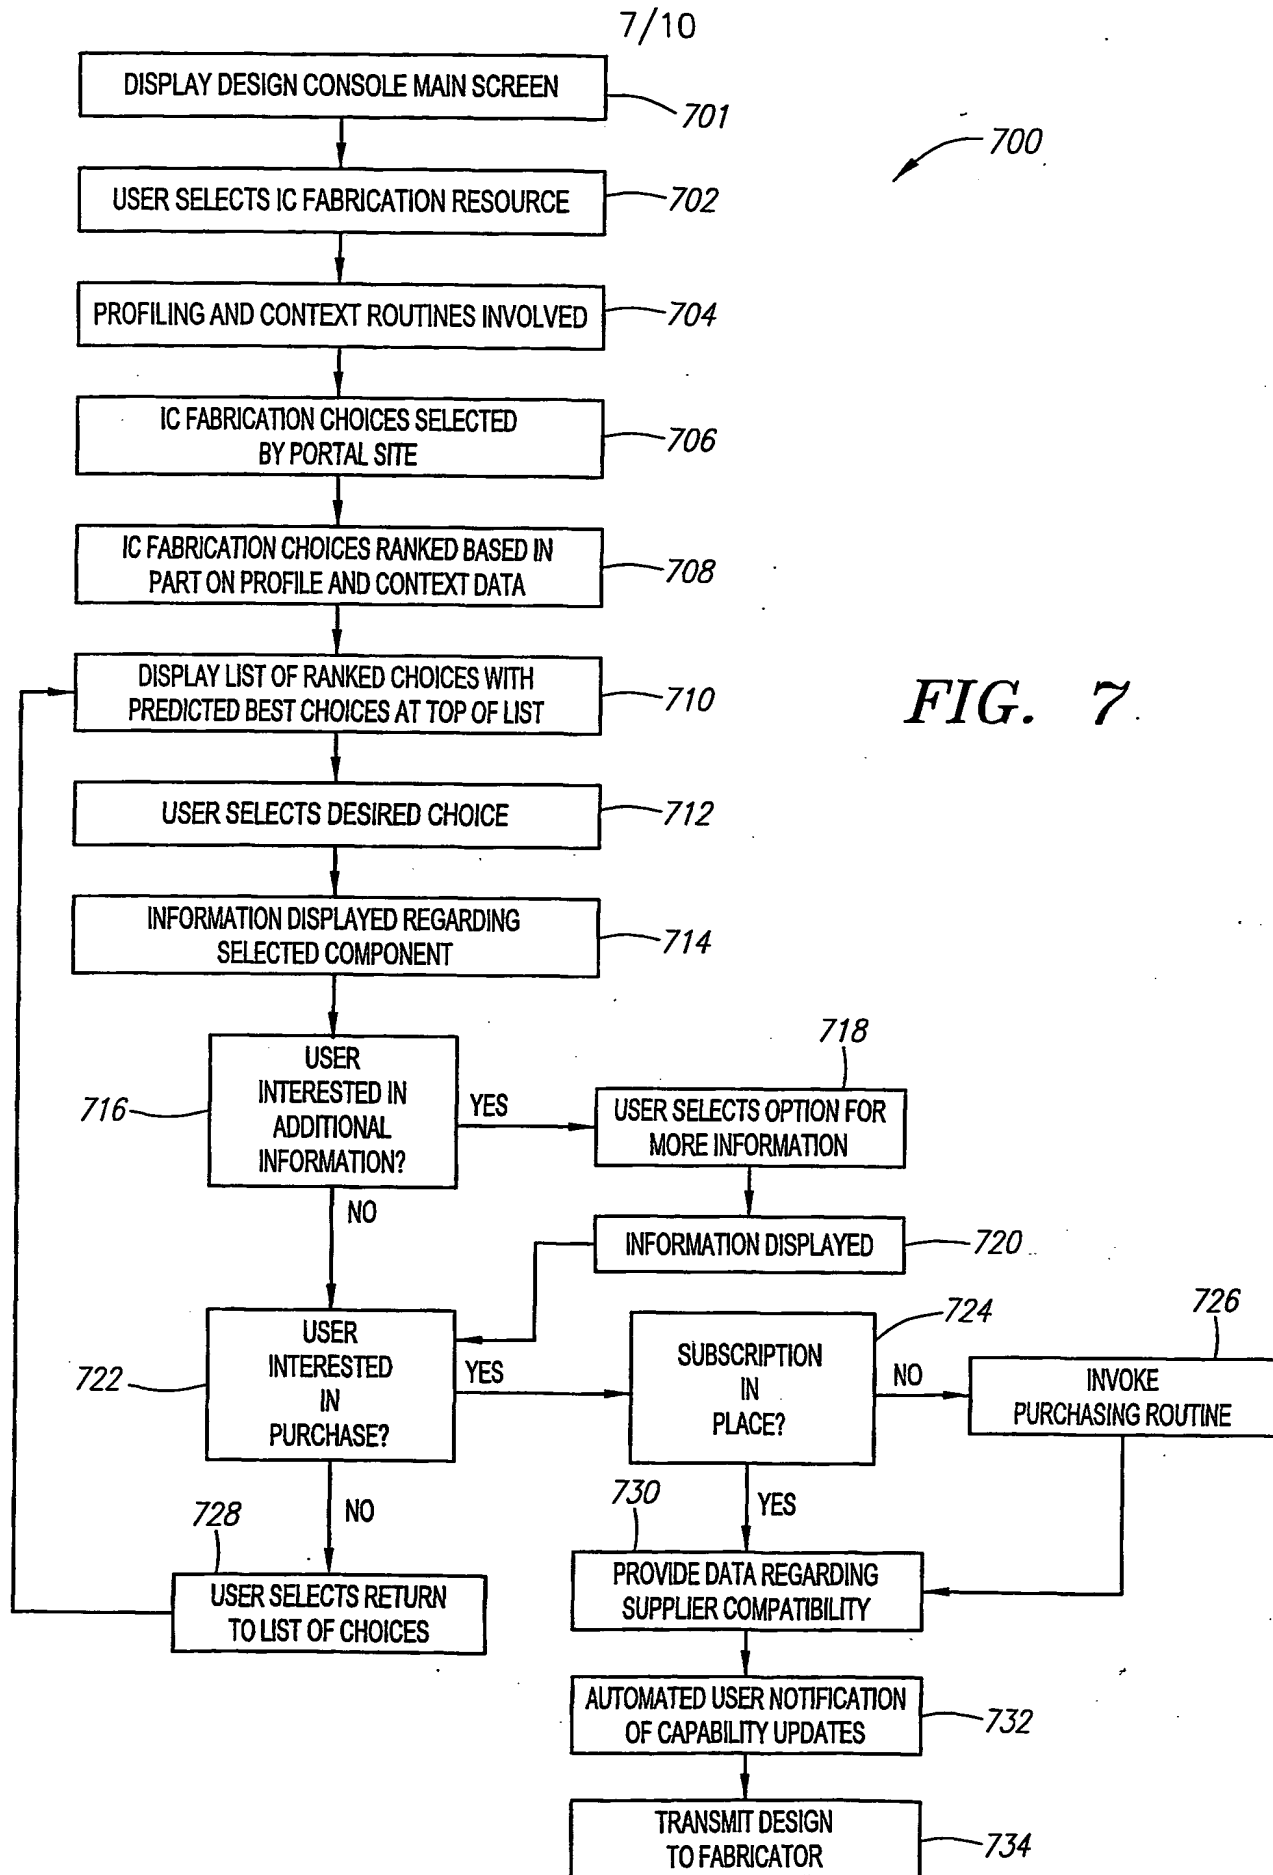 7/10
DISPLAY DESIGN CONSOLE MAIN SCREEN
701
700
USER SELECTS IC FABRICATION RESOURCE
702
PROFILING AND CONTEXT ROUTINES INVOLVED
704
IC FABRICATION CHOICES SELECTED
BY PORTAL SITE
706
IC FABRICATION CHOICES RANKED BASED IN
PART ON PROFILE AND CONTEXT DATA
708
DISPLAY LIST OF RANKED CHOICES WITH
PREDICTED BEST CHOICES AT TOP OF LIST
710
FIG. 7
USER SELECTS DESIRED CHOICE
712
INFORMATION DISPLAYED REGARDING
SELECTED COMPONENT
714
716
USER
INTERESTED IN
ADDITIONAL
INFORMATION?
YES
NO
718
USER SELECTS OPTION FOR
MORE INFORMATION
INFORMATION DISPLAYED
720
722
USER
INTERESTED
IN
PURCHASE?
YES
NO
SUBSCRIPTION
IN
PLACE?
724
NO
YES
726
INVOKE
PURCHASING ROUTINE
728
USER SELECTS RETURN
TO LIST OF CHOICES
730
PROVIDE DATA REGARDING
SUPPLIER COMPATIBILITY
AUTOMATED USER NOTIFICATION
OF CAPABILITY UPDATES
732
TRANSMIT DESIGN
TO FABRICATOR
734